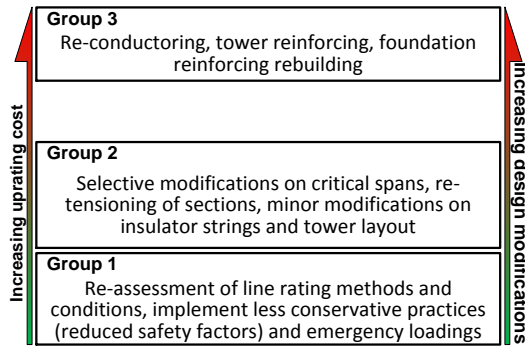 Group 3
Re-conductoring, tower reinforcing, foundation
reinforcing rebuilding
Group 2
Selective modifications on critical spans, re-
tensioning of sections, minor modifications on
insulator strings and tower layout
Group 1
Re-assessment of line rating methods and
conditions, implement less conservative practices
(reduced safety factors) and emergency loadings
Increasing uprating cost
Increasing design modifications